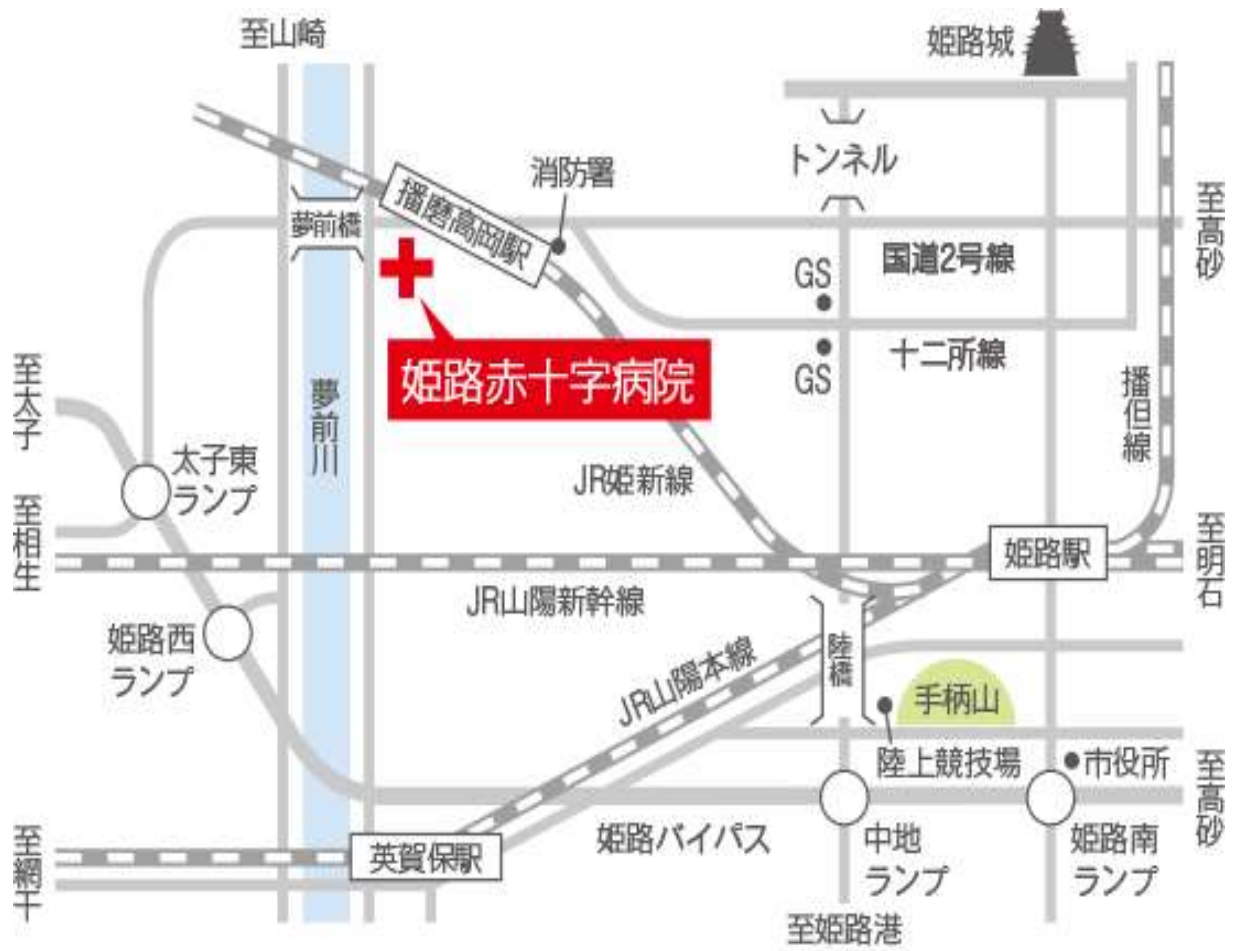 至山崎
姫路城
トンネル
消防署
播磨高岡駅
夢前橋
至高砂
国道2号線
GS
十二所線
GS
姫路赤十字病院
至太子
夢前川
播但線
太子東
ランプ
JR姫新線
至相生
姫路駅
至明石
JR山陽新幹線
姫路西
ランプ
陸橋
JR山陽本線
手柄山
陸上競技場
市役所
至高砂
姫路バイパス
中地
ランプ
姫路南
ランプ
至網干
英賀保駅
至姫路港